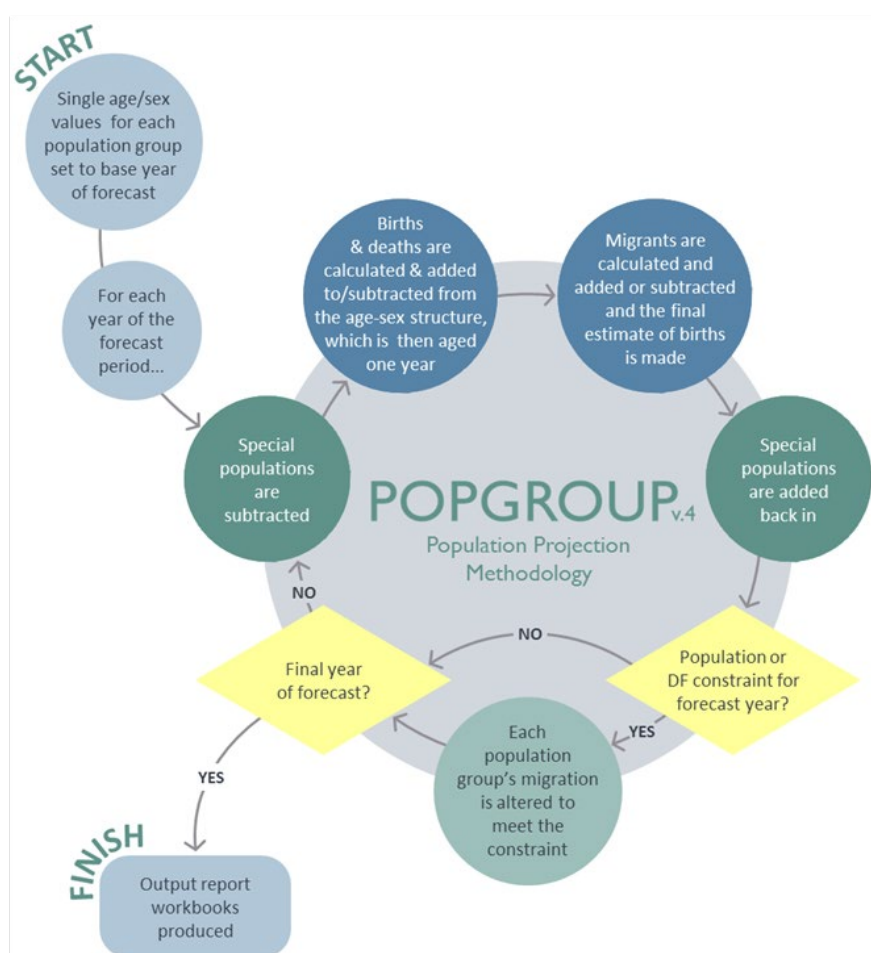 START
Single age/sex
values for each
population group
set to base year
of forecast
For each
year of the
forecast
period...
Special
populations
are
subtracted
Births
& deaths are
calculated & added
to/subtracted from
the age-sex structure,
which is then aged
one year
Migrants are
calculated and
added or subtracted
and the final
estimate of births
is made
Special
populations
are added
back in
POPGROUP v.4
Population Projection
Methodology
Population or
DF constraint for
forecast year?
NO
YES
Each
population
group's migration
is altered to
meet the
constraint
Final year
of forecast?
NO
YES
FINISH
Output report
workbooks
produced